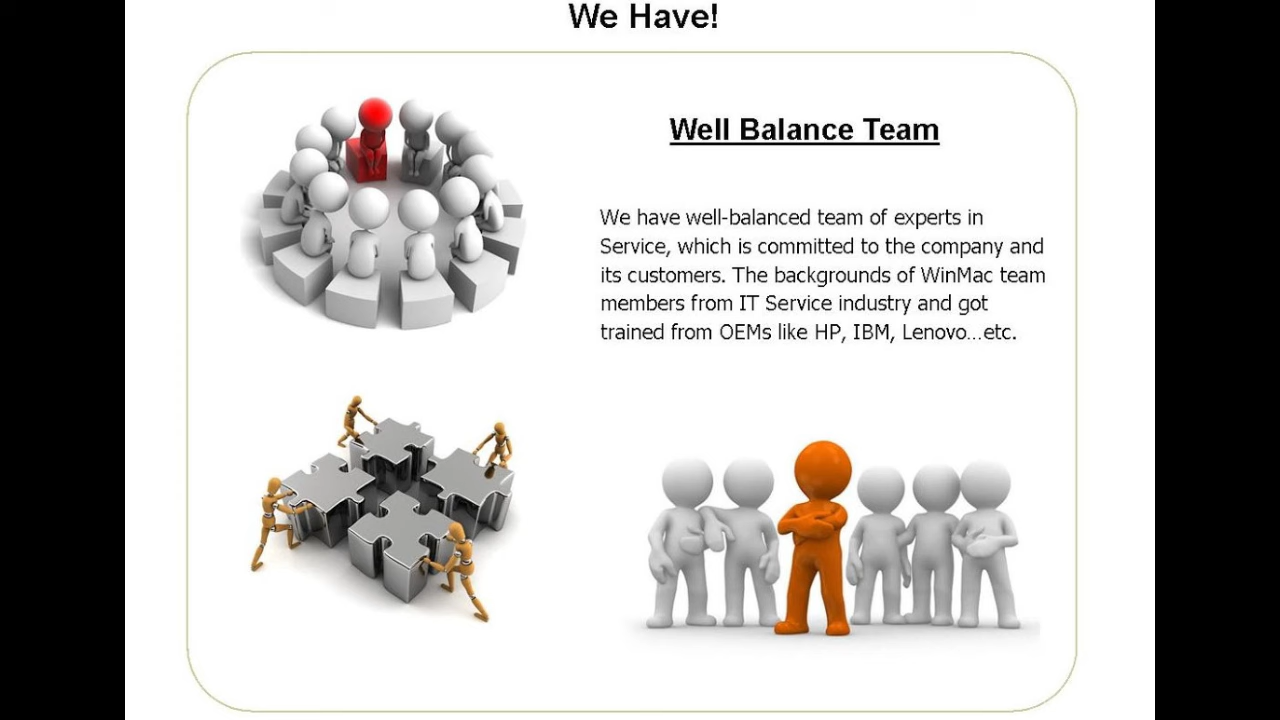 We Have!
Well Balance Team
We have well-balanced team of experts in
Service, which is committed to the company and
its customers. The backgrounds of WinMac team
members from IT Service industry and got
trained from OEMs like HP, IBM, Lenovo...etc.